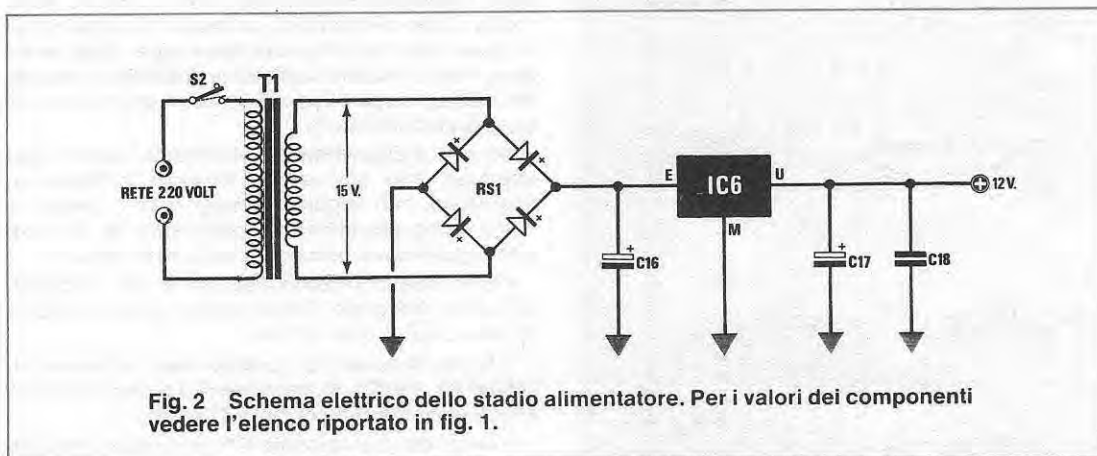 S2
T1
RETE 220 VOLT
15 V.
RS1
E
IC6
U
M
+
C16
+
C17
C18
+
12 V.
Fig. 2 Schema elettrico dello stadio alimentatore. Per i valori dei componenti
vedere l'elenco riportato in fig. 1.